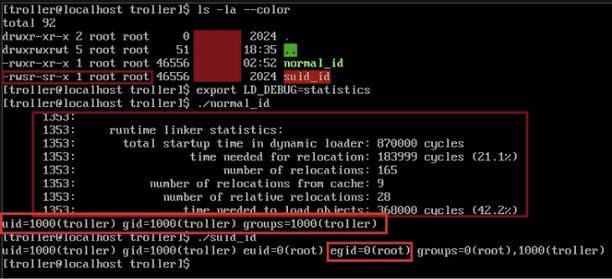 [troller@localhost troller]$ ls -la --color
total 92
drwxr-xr-x 2 root root 0 2024 .
drwxrwxrwt 5 root root 51 18:35 ..
-rwxr-xr-x 1 root root 46556 02:52 normal_id
-rwsr-sr-x 1 root root 46556 2024 suid_id
[troller@localhost troller]$ export LD_DEBUG=statistics
[troller@localhost troller]$ ./normal_id
1353:
1353: runtime linker statistics:
1353: total startup time in dynamic loader: 870000 cycles
1353: time needed for relocation: 183999 cycles (21.1%)
1353: number of relocations: 165
1353: number of relocations from cache: 9
1353: number of relative relocations: 28
1353: time needed to load objects: 368000 cycles (42.2%)
uid=1000(troller) gid=1000(troller) groups=1000(troller)
[troller@localhost troller]$ ./suid_id
uid=1000(troller) gid=1000(troller) euid=0(root) egid=0(root) groups=0(root),1000(troller)
[troller@localhost troller]$